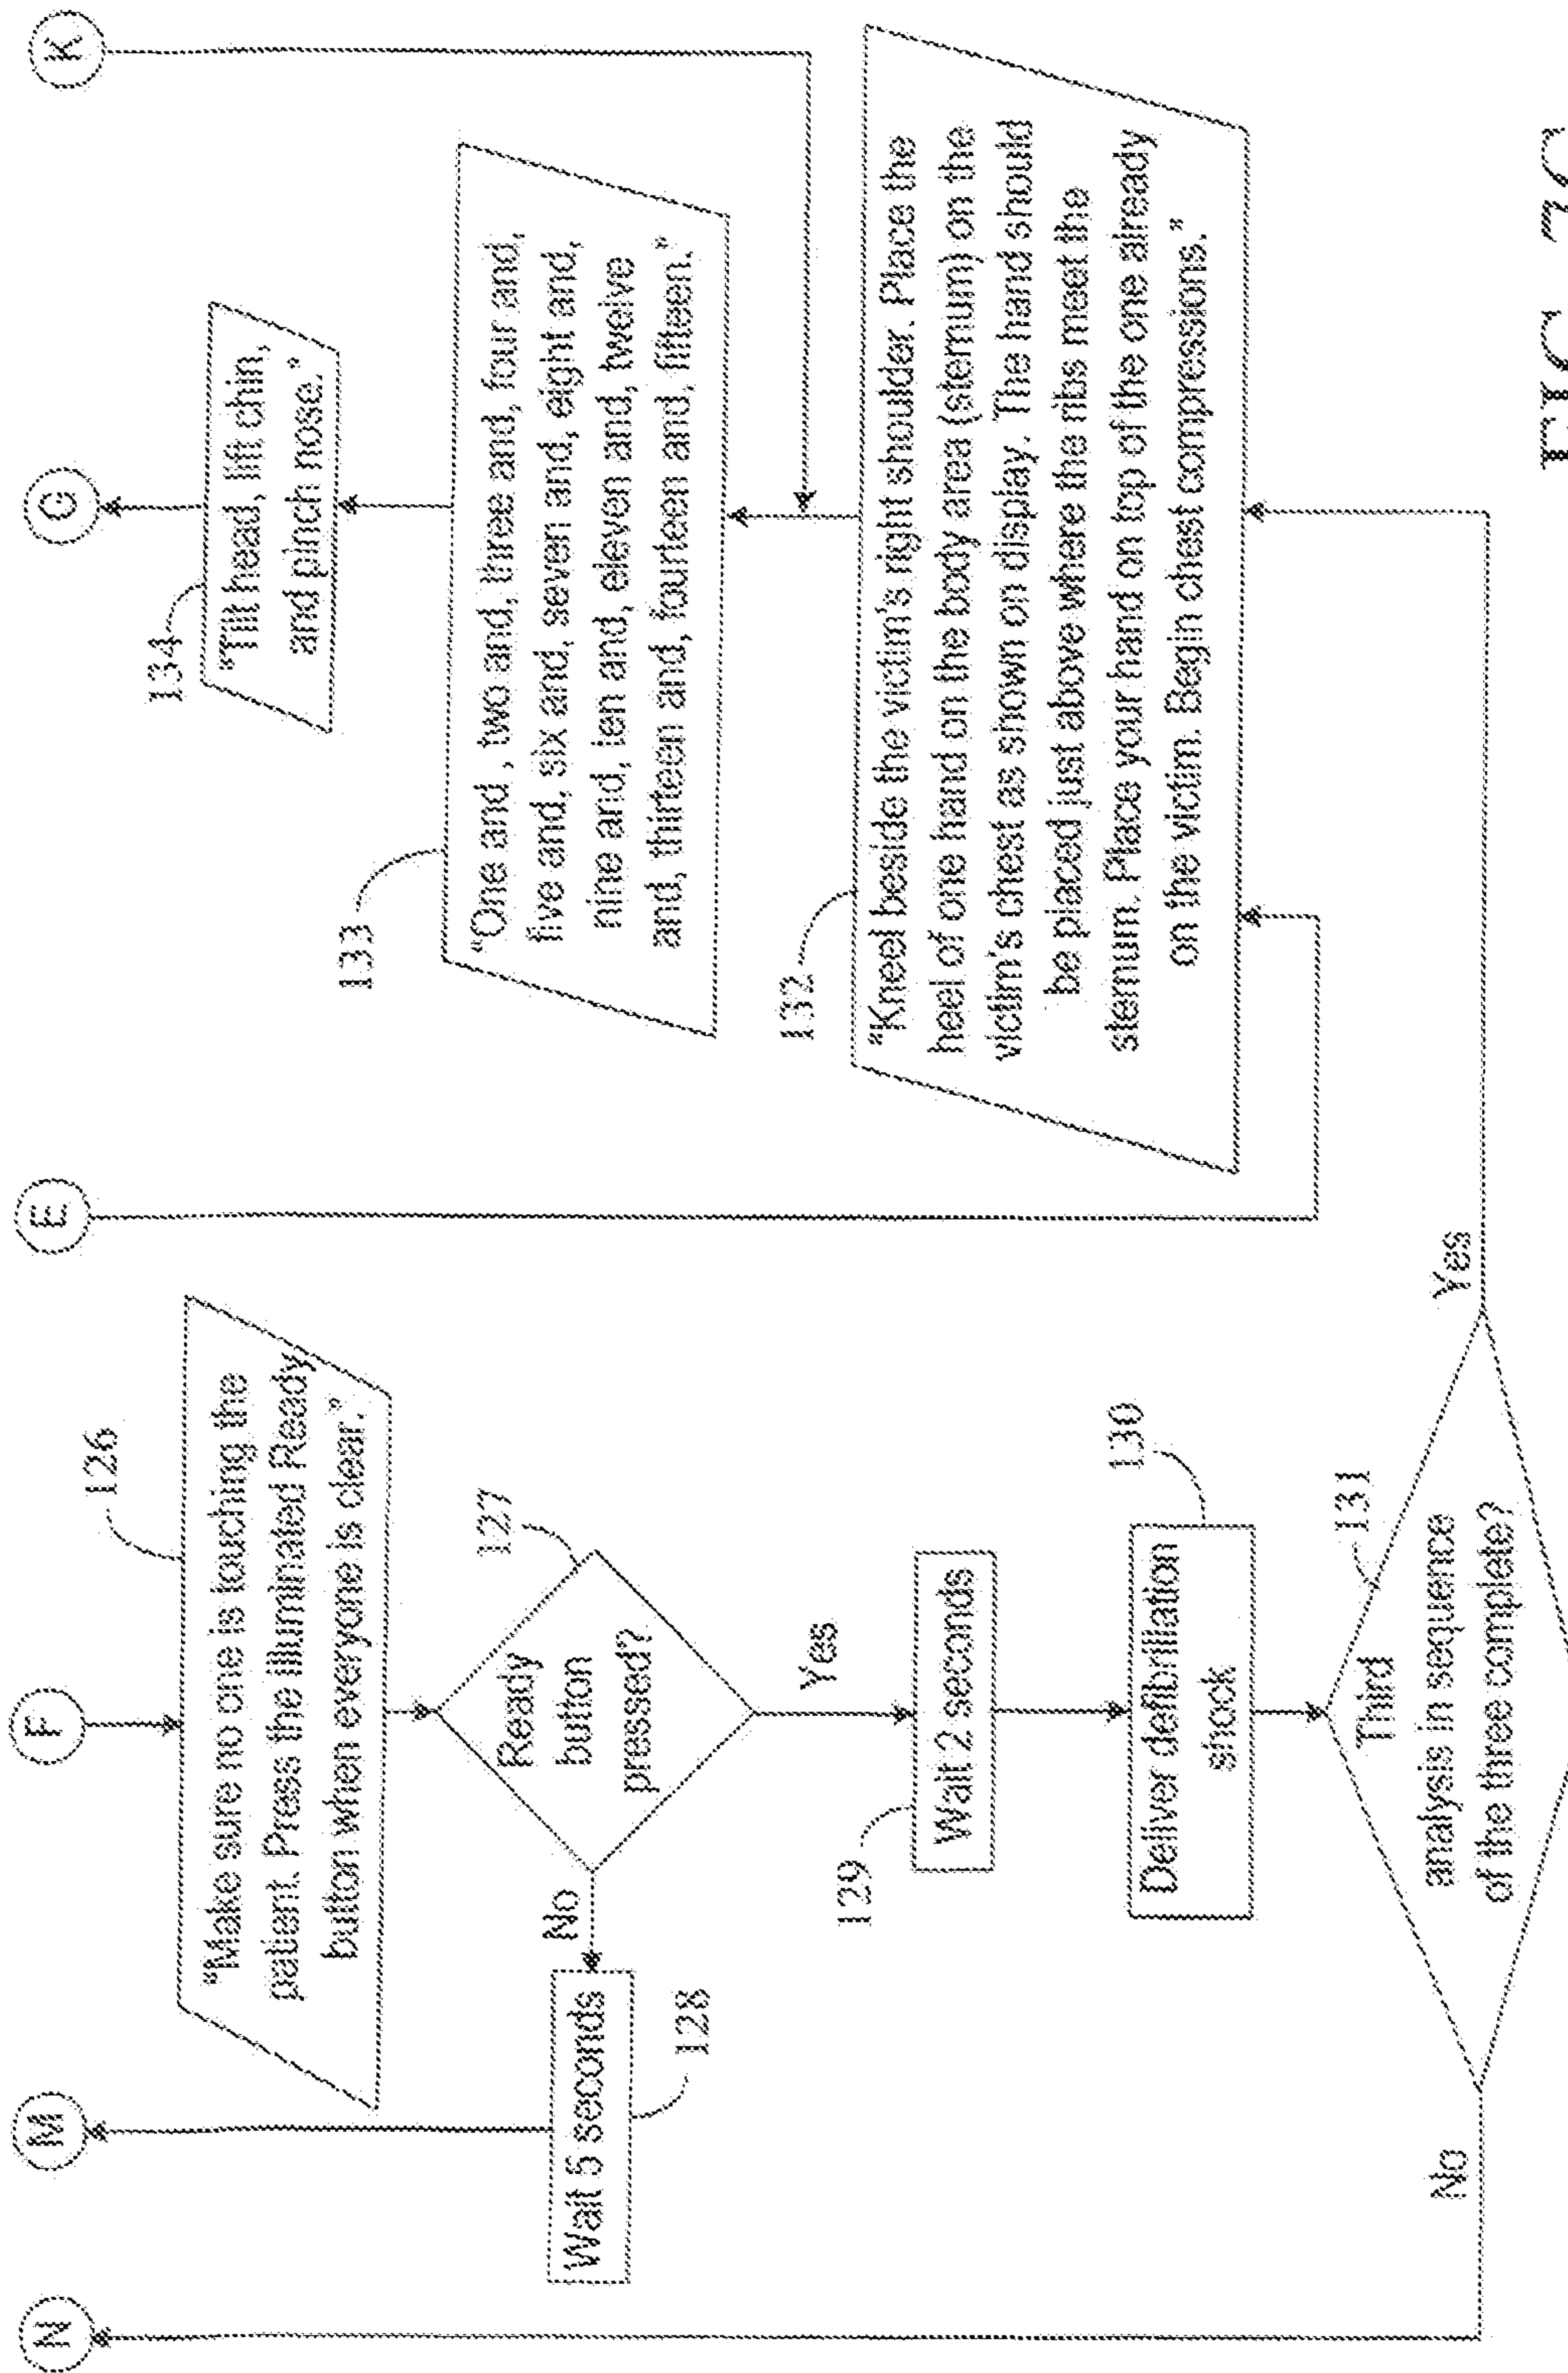 N
M
F
E
G
K
126
"Make sure no one is touching the
patient. Press the illuminated Ready
button when everyone is clear."
127
Ready
button
pressed?
No
Wait 5 seconds
128
Yes
129
Wait 2 seconds
130
Deliver defibrillation
shock
131
Third
analysis in sequence
of the three complete?
No
Yes
134
"Tilt head, lift chin,
and pinch nose."
133
"One and , two and, three and, four and,
five and, six and, seven and, eight and,
nine and, ten and, eleven and, twelve
and, thirteen and, fourteen and, fifteen."
132
"Kneel beside the victim's right shoulder. Place the
heel of one hand on the body area (sternum) on the
victim's chest as shown on display. The hand should
be placed just above where the ribs meet the
sternum. Place your hand on top of the one already
on the victim. Begin chest compressions."